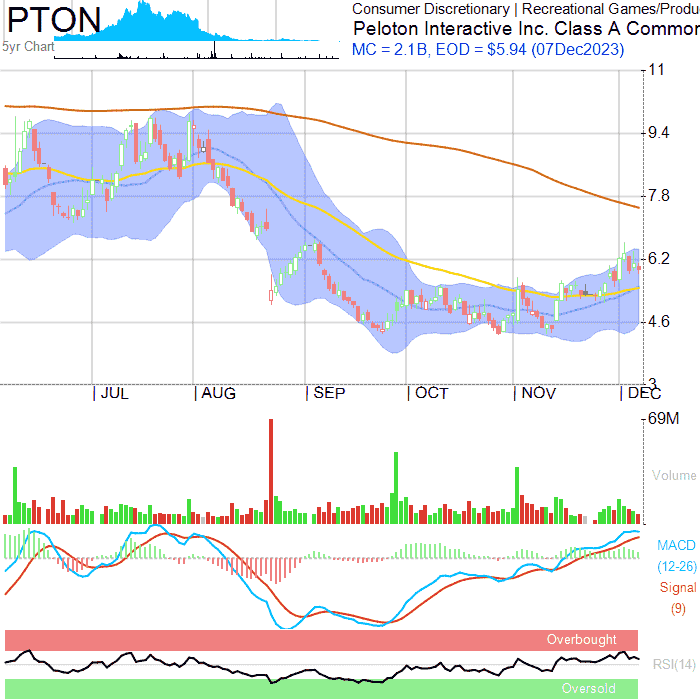 PTON
5yr Chart
Consumer Discretionary | Recreational Games/Produ
Peloton Interactive Inc. Class A Common
MC = 2.1B, EOD = $5.94 (07Dec2023)
11
9.4
7.8
6.2
4.6
3
JUL AUG SEP OCT NOV DEC
69M
Volume
MACD
(12-26)
Signal
(9)
Overbought
RSI(14)
Oversold